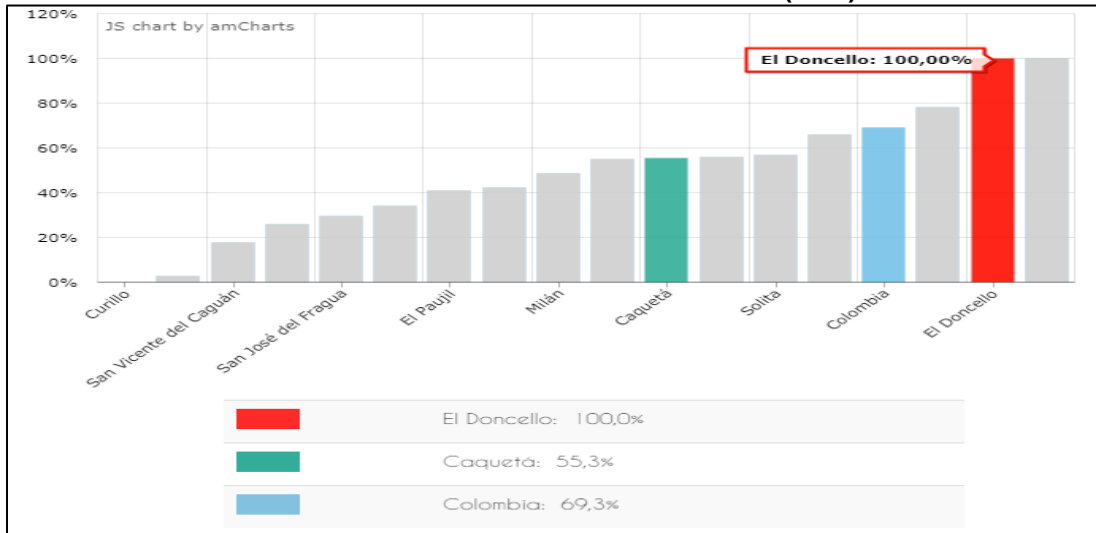 120%
JS chart by amCharts
100%
El Doncello: 100,00%
80%
60%
40%
20%
0%
Curillo
San Vicente del Caguán
San José del Fragua
El Paujil
Milán
Caquetá
Solita
Colombia
El Doncello
El Doncello: 100,0%
Caquetá: 55,3%
Colombia: 69,3%